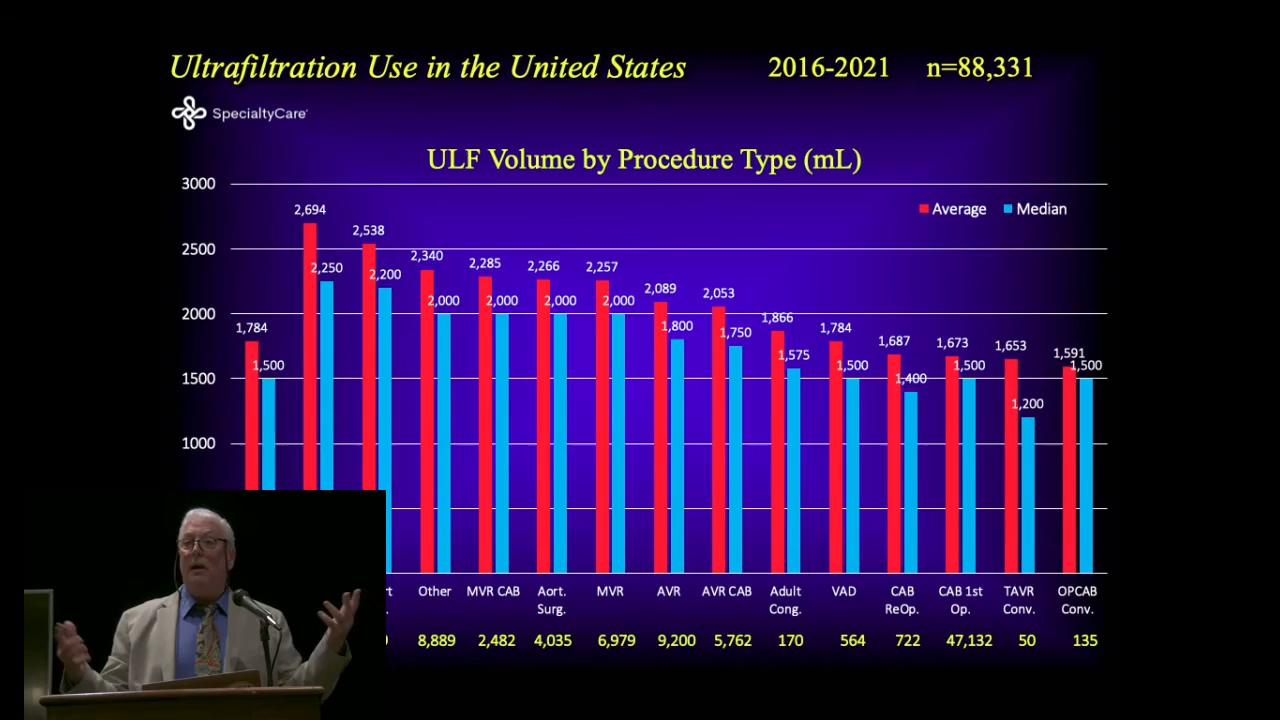 Ultrafiltration Use in the United States 2016-2021 n=88,331
SpecialtyCare
ULF Volume by Procedure Type (mL)
Average Median
3000
2500
2000
1500
1000
1,784
1,500
2,694
2,250
2,538
2,200
2,340
2,000
2,285
2,000
2,266
2,000
2,257
2,000
2,089
1,800
2,053
1,750
1,866
1,575
1,784
1,500
1,687
1,400
1,673
1,500
1,653
1,200
1,591
1,500
Other
MVR CAB
Aort.
Surg.
MVR
AVR
AVR CAB
Adult
Cong.
VAD
CAB
ReOp.
CAB 1st
Op.
TAVR
Conv.
OPCAB
Conv.
8,889 2,482 4,035 6,979 9,200 5,762 170 564 722 47,132 50 135